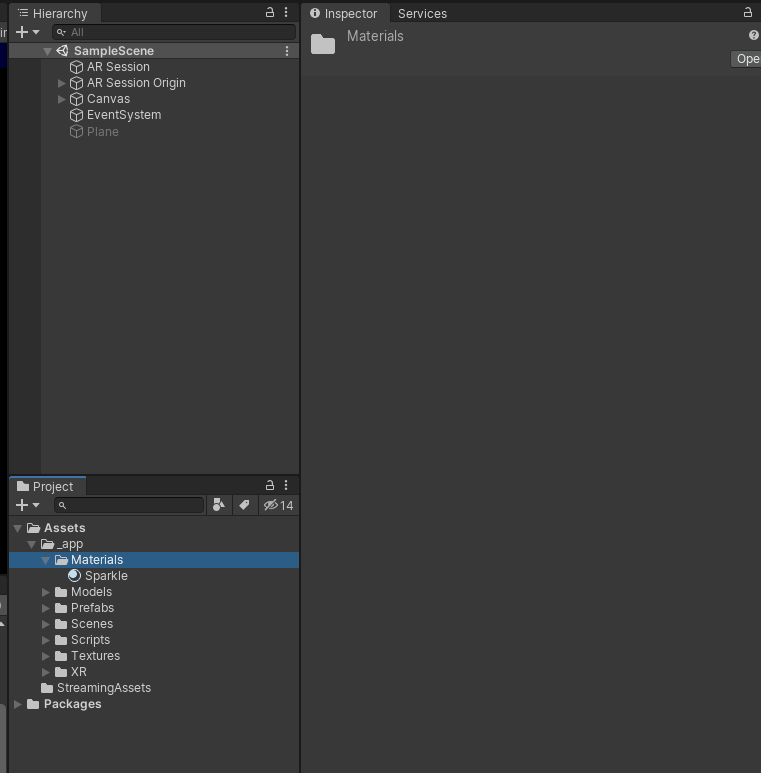 Hierarchy
All
SampleScene
AR Session
AR Session Origin
Canvas
EventSystem
Plane
Project
14
Assets
_app
Materials
Sparkle
Models
Prefabs
Scenes
Scripts
Textures
XR
StreamingAssets
Packages
Inspector Services
Materials
Ope